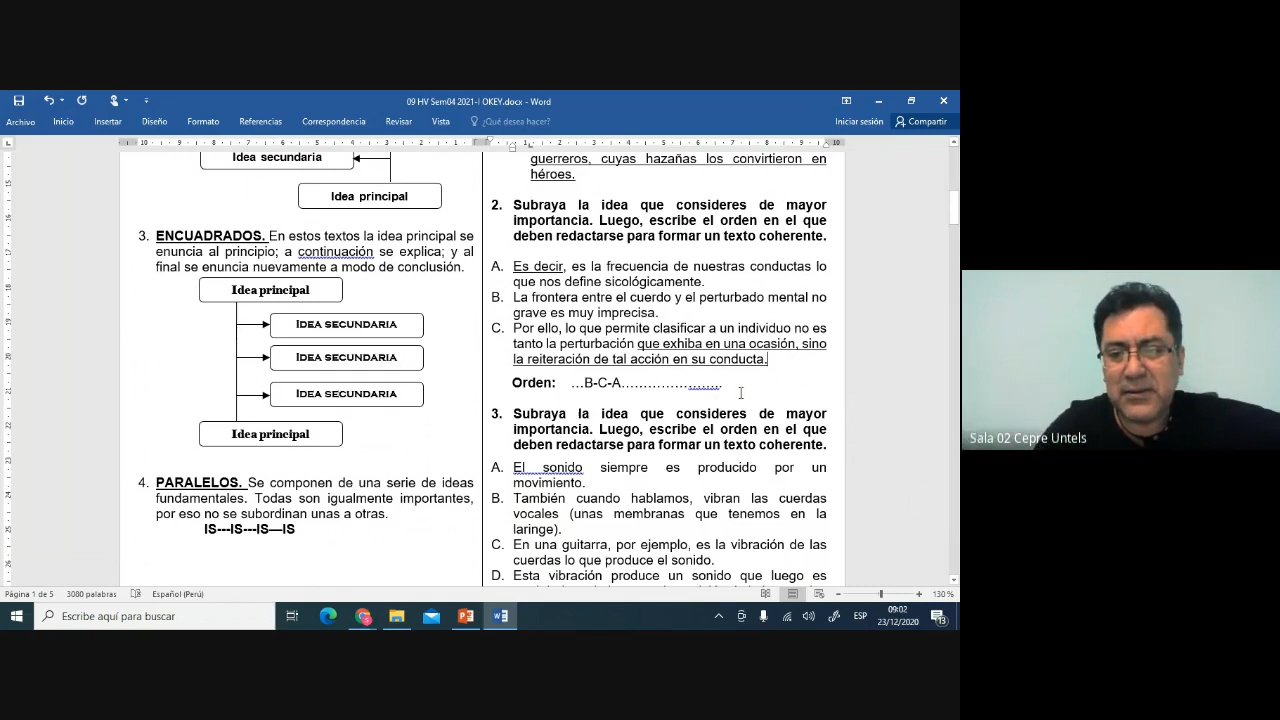 09 HV Sem04 2021-I OKEY.docx - Word
Archivo Inicio Insertar Diseño Formato Referencias Correspondencia Revisar Vista ¿Qué desea hacer? Iniciar sesión Compartir
Idea secundaria
Idea principal
3. ENCUADRADOS. En estos textos la idea principal se
enuncia al principio; a continuación se explica; y al
final se enuncia nuevamente a modo de conclusión.
Idea principal
IDEA SECUNDARIA
IDEA SECUNDARIA
IDEA SECUNDARIA
Idea principal
4. PARALELOS. Se componen de una serie de ideas
fundamentales. Todas son igualmente importantes,
por eso no se subordinan unas a otras.
IS---IS---IS—IS
guerreros, cuyas hazañas los convirtieron en
héroes.
2. Subraya la idea que consideres de mayor
importancia. Luego, escribe el orden en el que
deben redactarse para formar un texto coherente.
A. Es decir, es la frecuencia de nuestras conductas lo
que nos define sicológicamente.
B. La frontera entre el cuerdo y el perturbado mental no
grave es muy imprecisa.
C. Por ello, lo que permite clasificar a un individuo no es
tanto la perturbación que exhiba en una ocasión, sino
la reiteración de tal acción en su conducta.
Orden: …B-C-A……………………..
3. Subraya la idea que consideres de mayor
importancia. Luego, escribe el orden en el que
deben redactarse para formar un texto coherente.
A. El sonido siempre es producido por un
movimiento.
B. También cuando hablamos, vibran las cuerdas
vocales (unas membranas que tenemos en la
laringe).
C. En una guitarra, por ejemplo, es la vibración de las
cuerdas lo que produce el sonido.
D. Esta vibración produce un sonido que luego es
Página 1 de 5 3080 palabras Español (Perú) 130 %
Escribe aquí para buscar
ESP
09:02
23/12/2020
13
Sala 02 Cepre Untels